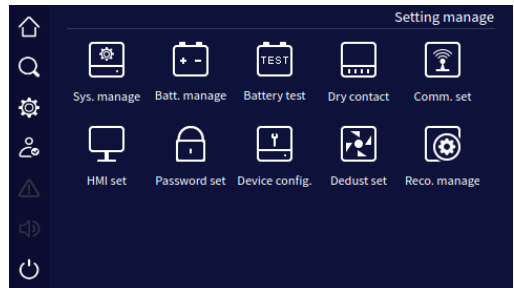 Setting manage
TEST
Sys. manage Batt. manage Battery test Dry contact Comm. set
HMI set Password set Device config. Dedust set Reco. manage